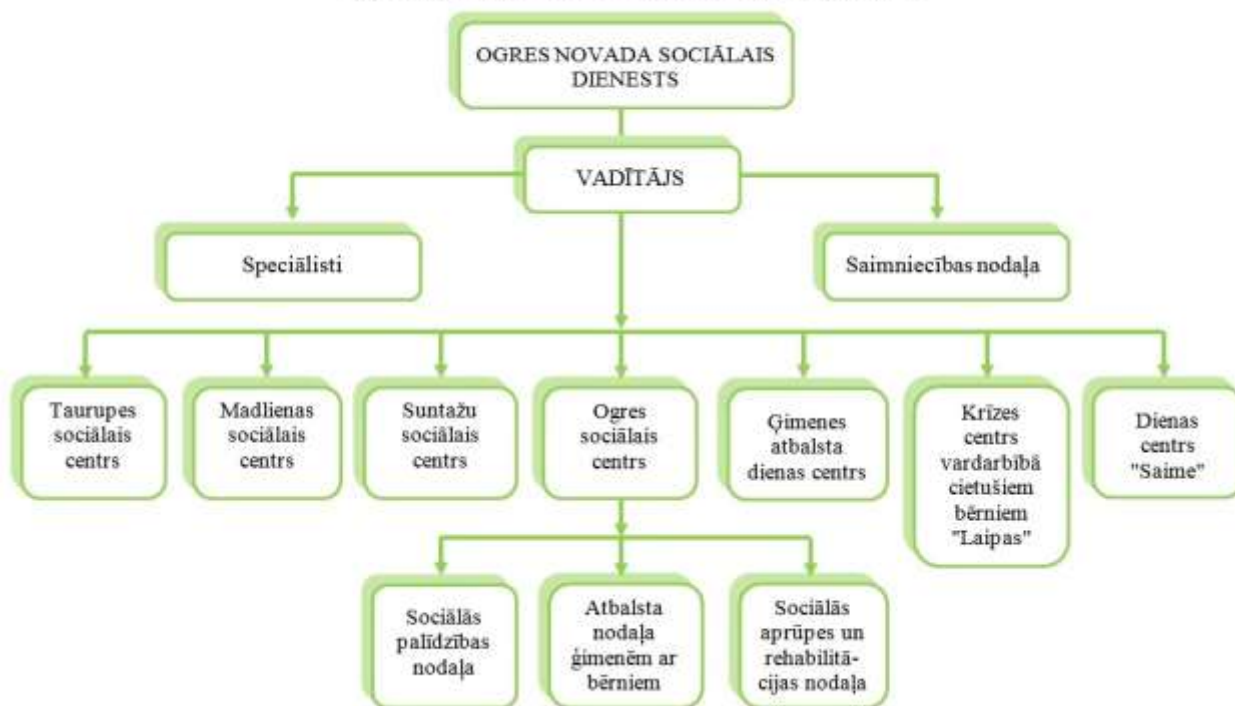 OGRES NOVADA SOCIĀLAIS
DIENESTS
VADĪTĀJS
Speciālisti
Saimniecības nodaļa
Taurupes
sociālais
centrs
Madlienas
sociālais
centrs
Suntažu
sociālais
centrs
Ogres
sociālais
centrs
Ģimenes
atbalsta
dienas centrs
Krīzes
centrs
vardarbībā
cietušiem
bērniem
"Laipas"
Dienas
centrs
"Saime"
Sociālās
palīdzības
nodaļa
Atbalsta
nodaļa
ģimenēm ar
bērniem
Sociālās
aprūpes un
rehabilitā-
cijas nodaļa